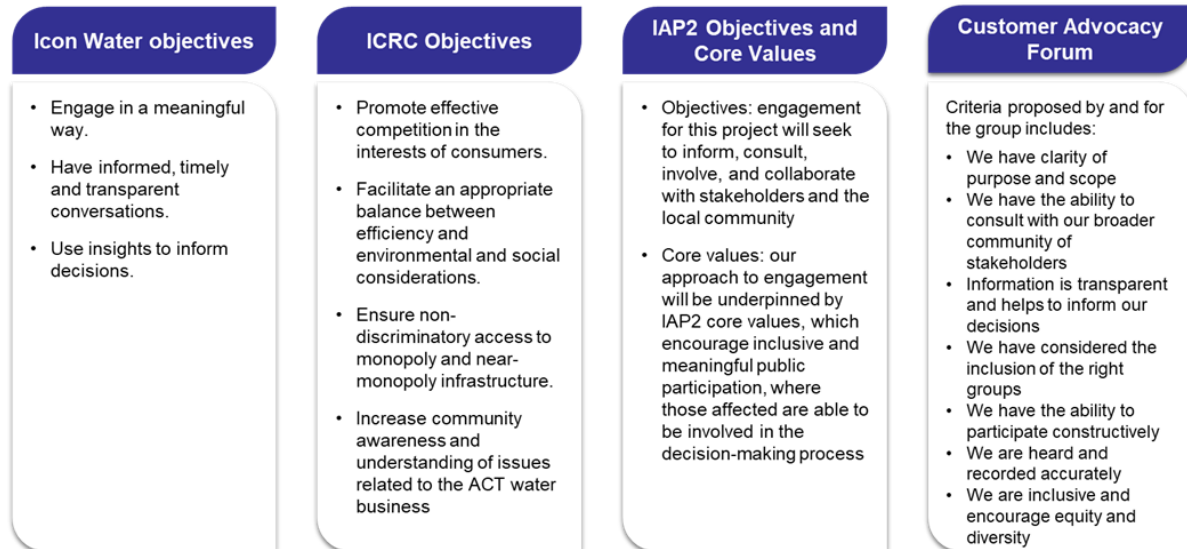 Icon Water objectives
• Engage in a meaningful
way.
• Have informed, timely
and transparent
conversations.
• Use insights to inform
decisions.
ICRC Objectives
• Promote effective
competition in the
interests of consumers.
• Facilitate an appropriate
balance between
efficiency and
environmental and social
considerations.
• Ensure non-
discriminatory access to
monopoly and near-
monopoly infrastructure.
• Increase community
awareness and
understanding of issues
related to the ACT water
business
IAP2 Objectives and
Core Values
• Objectives: engagement
for this project will seek
to inform, consult,
involve, and collaborate
with stakeholders and the
local community
• Core values: our
approach to engagement
will be underpinned by
IAP2 core values, which
encourage inclusive and
meaningful public
participation, where
those affected are able to
be involved in the
decision-making process
Customer Advocacy
Forum
Criteria proposed by and for
the group includes:
• We have clarity of
purpose and scope
• We have the ability to
consult with our broader
community of
stakeholders
• Information is transparent
and helps to inform our
decisions
• We have considered the
inclusion of the right
groups
• We have the ability to
participate constructively
• We are heard and
recorded accurately
• We are inclusive and
encourage equity and
diversity